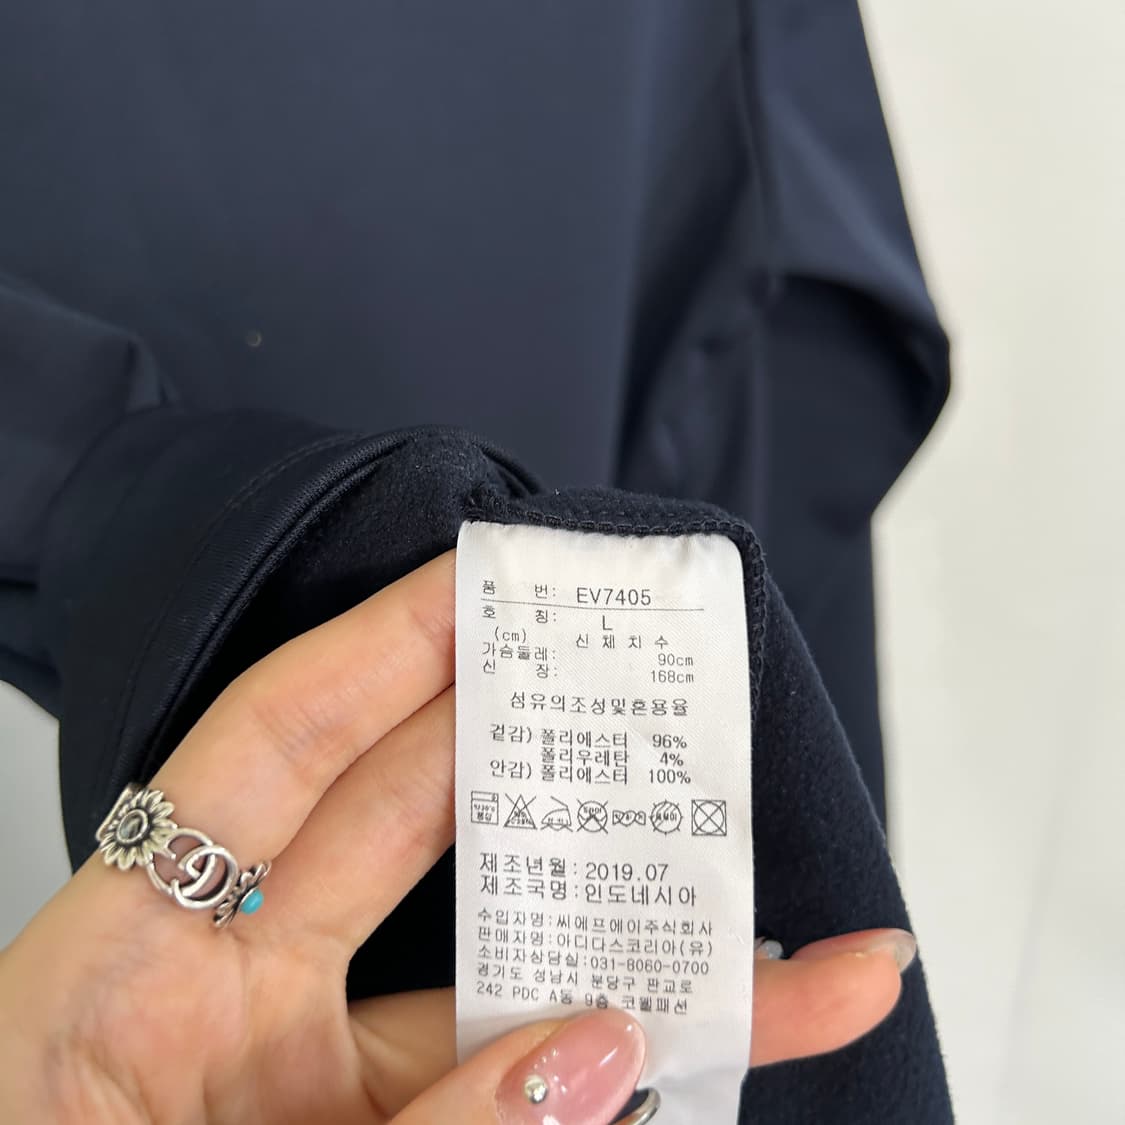 품 번: EV7405
호 칭: L
(cm) 신 체 치 수
가슴둘레: 90cm
신 장: 168cm
섬유의조성및혼용율
겉감) 폴리에스터 96%
폴리우레탄 4%
안감) 폴리에스터 100%
제조년월: 2019.07
제조국명: 인도네시아
수입자명: 씨에프에이주식회사
판매자명: 아디다스코리아(유)
소비자상담실: 031-8060-0700
경기도 성남시 분당구 판교로
242 PDC A동 9층 코웰패션